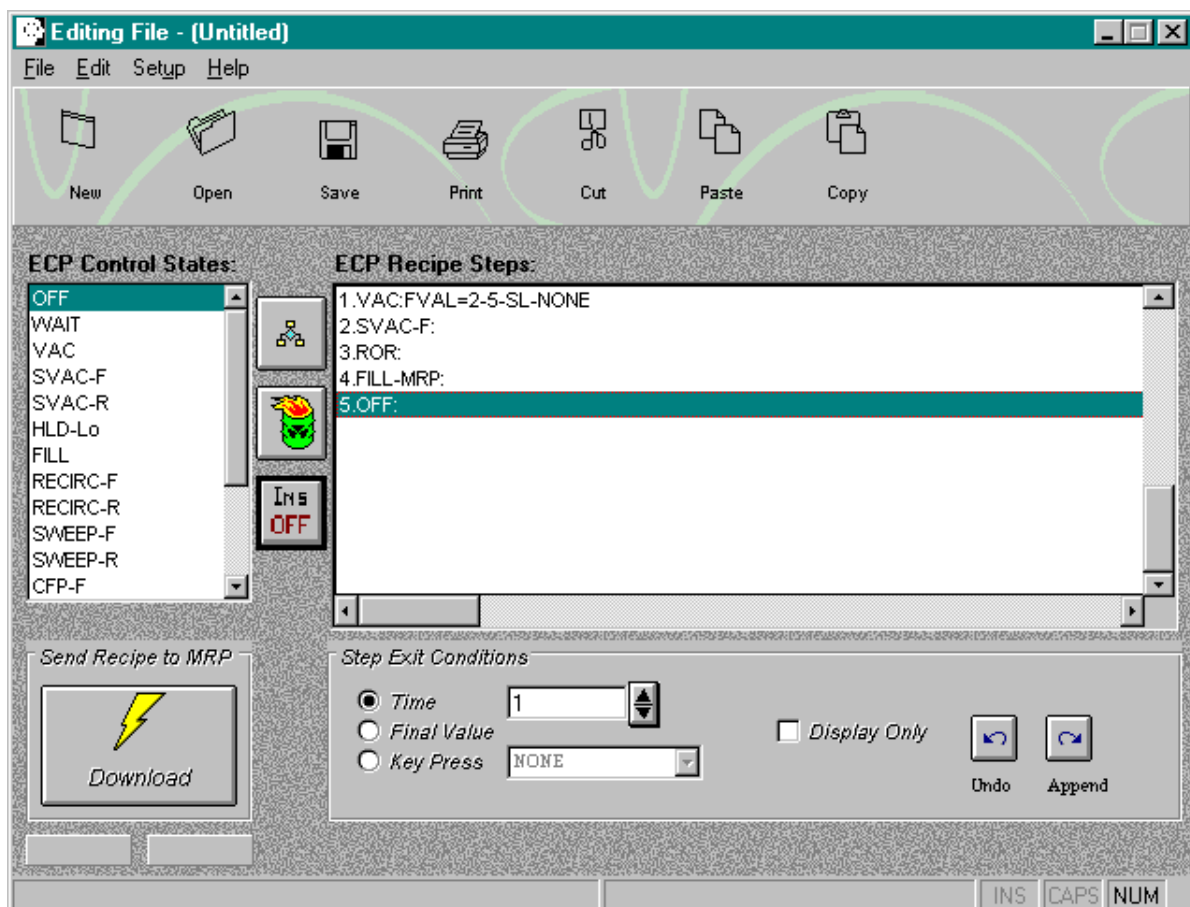 Editing File - (Untitled)
File Edit Setup Help
New Open Save Print Cut Paste Copy
ECP Control States:
OFF
WAIT
VAC
SVAC-F
SVAC-R
HLD-Lo
FILL
RECIRC-F
RECIRC-R
SWEEP-F
SWEEP-R
CFP-F
Ins
OFF
ECP Recipe Steps:
1.VAC:FVAL=2-5-SL-NONE
2.SVAC-F:
3.ROR:
4.FILL-MRP:
5.OFF:
Send Recipe to MRP
Download
Step Exit Conditions
Time 1
Final Value
Key Press NONE
Display Only
Undo Append
INS CAPS NUM